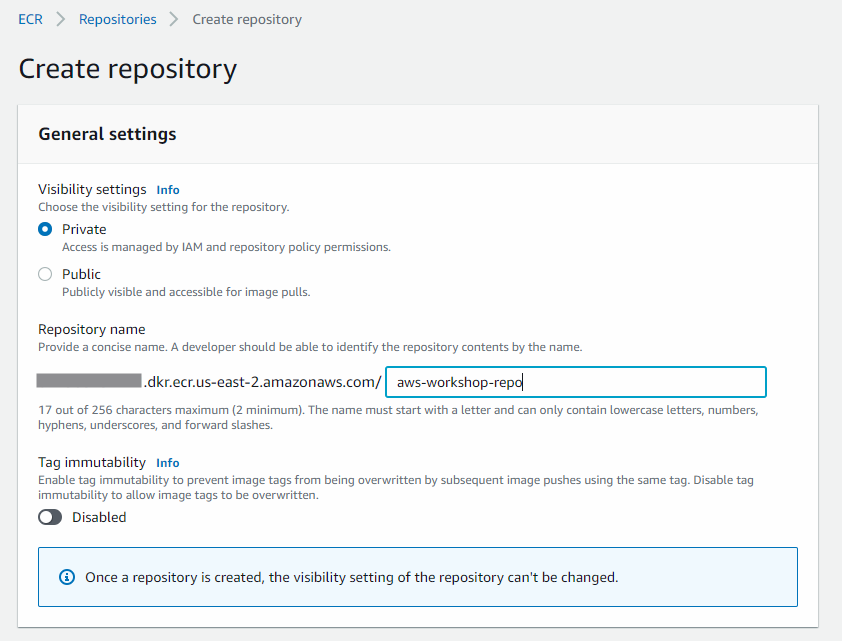 ECR > Repositories > Create repository
Create repository
General settings
Visibility settings Info
Choose the visibility setting for the repository.
Private
Access is managed by IAM and repository policy permissions.
Public
Publicly visible and accessible for image pulls.
Repository name
Provide a concise name. A developer should be able to identify the repository contents by the name.
.dkr.ecr.us-east-2.amazonaws.com/ aws-workshop-repo
17 out of 256 characters maximum (2 minimum). The name must start with a letter and can only contain lowercase letters, numbers,
hyphens, underscores, and forward slashes.
Tag immutability Info
Enable tag immutability to prevent image tags from being overwritten by subsequent image pushes using the same tag. Disable tag
immutability to allow image tags to be overwritten.
Disabled
Once a repository is created, the visibility setting of the repository can't be changed.